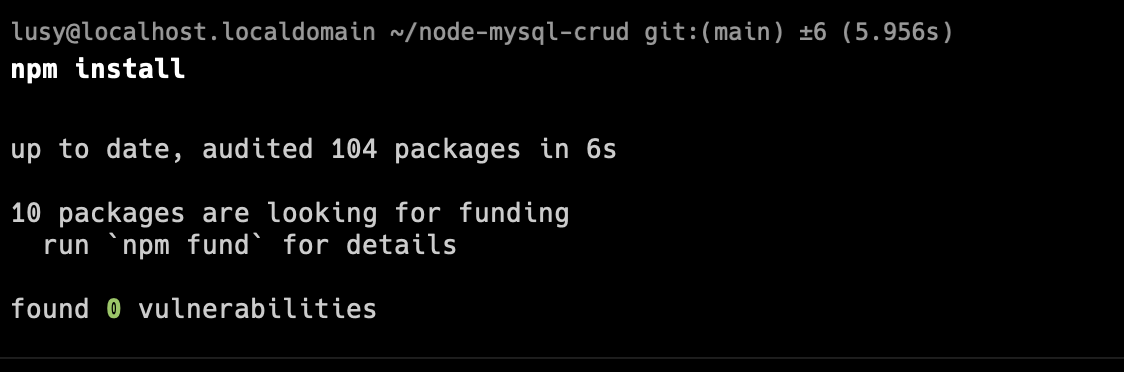 lusy@localhost.localdomain ~/node-mysql-crud git:(main) ±6 (5.956s)
npm install
up to date, audited 104 packages in 6s
10 packages are looking for funding
  run `npm fund` for details
found 0 vulnerabilities